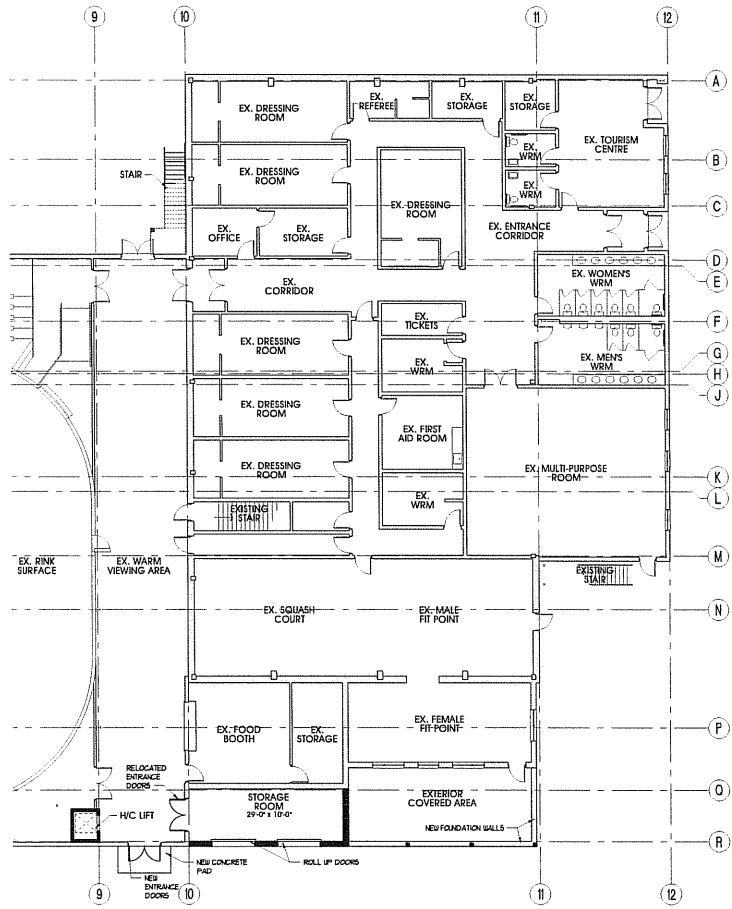 9
10
11
12
A
EX. REFEREE
EX. STORAGE
EX. STORAGE
EX. DRESSING
ROOM
EX. TOURISM
CENTRE
EX.
WRM
B
STAIR
EX. DRESSING
ROOM
EX. DRESSING
ROOM
EX.
WRM
C
EX.
OFFICE
EX.
STORAGE
EX. ENTRANCE
CORRIDOR
D
EX. WOMEN'S
WRM
E
EX.
CORRIDOR
EX.
TICKETS
F
EX. DRESSING
ROOM
EX. MEN'S
WRM
G
EX.
WRM
H
J
EX. DRESSING
ROOM
EX. FIRST
AID ROOM
EX. DRESSING
ROOM
EX. MULTI-PURPOSE
ROOM
K
L
EX.
WRM
EXISTING
STAIR
M
EX. RINK
SURFACE
EX. WARM
VIEWING AREA
EXISTING
STAIR
N
EX. SQUASH
COURT
EX. MALE
FIT POINT
P
EX. FOOD
BOOTH
EX.
STORAGE
EX. FEMALE
FIT POINT
RELOCATED
ENTRANCE
DOORS
Q
STORAGE
ROOM
29'-0" x 10'-0"
EXTERIOR
COVERED AREA
H/C LIFT
NEW FOUNDATION WALLS
R
NEW CONCRETE
PAD
ROLL UP DOORS
NEW
ENTRANCE
DOORS
9
10
11
12